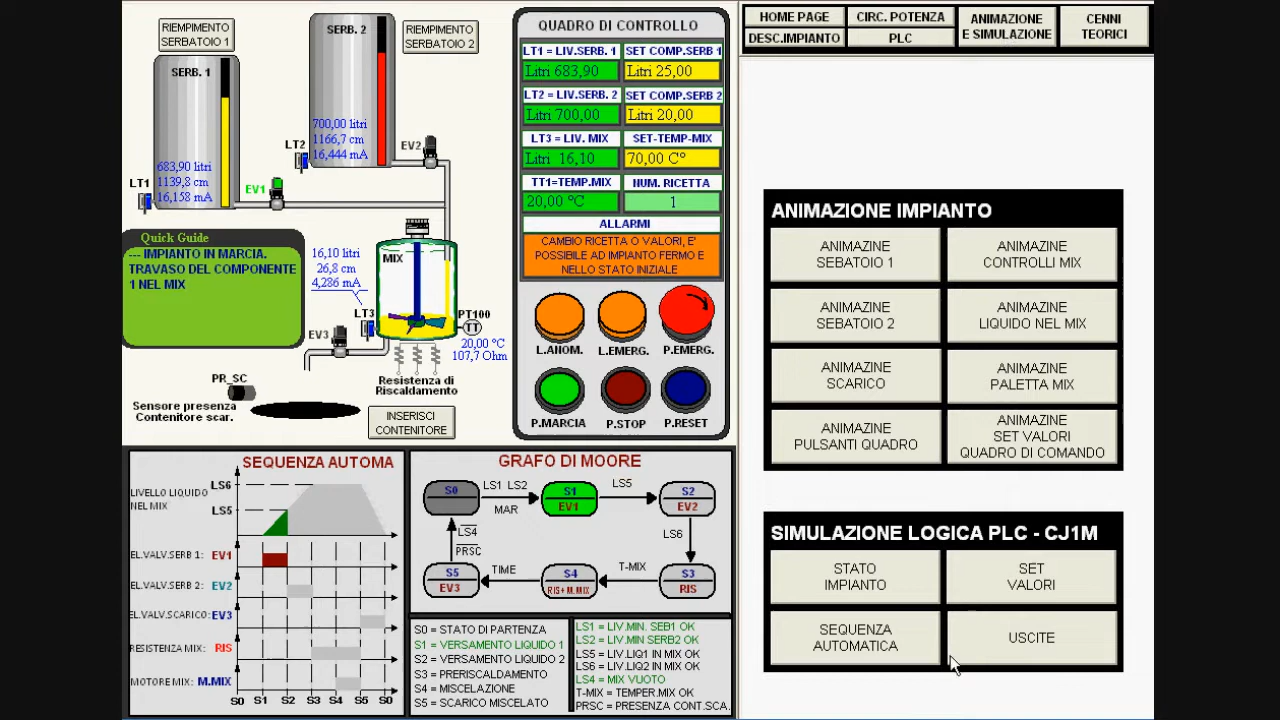 RIEMPIMENTO
SERBATOIO 1
SERB. 2
RIEMPIMENTO
SERBATOIO 2
SERB. 1
700,00 litri
1166,7 cm
16,444 mA
LT2
EV2
683,90 litri
1139,8 cm
16,158 mA
LT1
EV1
Quick Guide
--- IMPIANTO IN MARCIA.
TRAVASO DEL COMPONENTE
1 NEL MIX
16,10 litri
26,8 cm
4,286 mA
MIX
LT3
PT100
TT
20,00 °C
107,7 Ohm
EV3
Resistenza di
Riscaldamento
PR_SC
Sensore presenza
Contenitore scar.
INSERISCI
CONTENITORE
QUADRO DI CONTROLLO
LT1 = LIV.SERB. 1 SET COMP.SERB 1
Litri 683,90 Litri 25,00
LT2 = LIV.SERB. 2 SET COMP.SERB 2
Litri 700,00 Litri 20,00
LT3 = LIV. MIX SET-TEMP-MIX
Litri 16,10 70,00 C°
TT1=TEMP.MIX NUM. RICETTA
20,00 °C 1
ALLARMI
CAMBIO RICETTA O VALORI, E'
POSSIBILE AD IMPIANTO FERMO E
NELLO STATO INIZIALE
L.ANOM. L.EMERG. P.EMERG.
P.MARCIA P.STOP P.RESET
HOME PAGE CIRC. POTENZA ANIMAZIONE E SIMULAZIONE CENNI TEORICI
DESC.IMPIANTO PLC
ANIMAZIONE IMPIANTO
ANIMAZINE
SEBATOIO 1
ANIMAZINE
CONTROLLI MIX
ANIMAZINE
SEBATOIO 2
ANIMAZINE
LIQUIDO NEL MIX
ANIMAZINE
SCARICO
ANIMAZINE
PALETTA MIX
ANIMAZINE
PULSANTI QUADRO
ANIMAZINE
SET VALORI
QUADRO DI COMANDO
SIMULAZIONE LOGICA PLC - CJ1M
STATO
IMPIANTO
SET
VALORI
SEQUENZA
AUTOMATICA
USCITE
SEQUENZA AUTOMA
LIVELLO LIQUIDO
NEL MIX
LS6
LS5
EL.VALV.SERB 1: EV1
EL.VALV.SERB 2: EV2
EL.VALV.SCARICO: EV3
RESISTENZA MIX: RIS
MOTORE MIX: M.MIX
S0 S1 S2 S3 S4 S5 S0
GRAFO DI MOORE
S0
LS1 LS2
MAR
S1
EV1
LS5
S2
EV2
LS4
PRSC
LS6
S5
EV3
TIME
S4
RIS+M.MIX
T-MIX
S3
RIS
S0 = STATO DI PARTENZA
S1 = VERSAMENTO LIQUIDO 1
S2 = VERSAMENTO LIQUIDO 2
S3 = PRERISCALDAMENTO
S4 = MISCELAZIONE
S5 = SCARICO MISCELATO
LS1 = LIV.MIN. SEB1 OK
LS2 = LIV.MIN SERB2 OK
LS5 = LIV.LIQ1 IN MIX OK
LS6 = LIV.LIQ2 IN MIX OK
LS4 = MIX VUOTO
T-MIX = TEMPER.MIX OK
PRSC = PRESENZA CONT.SCA.